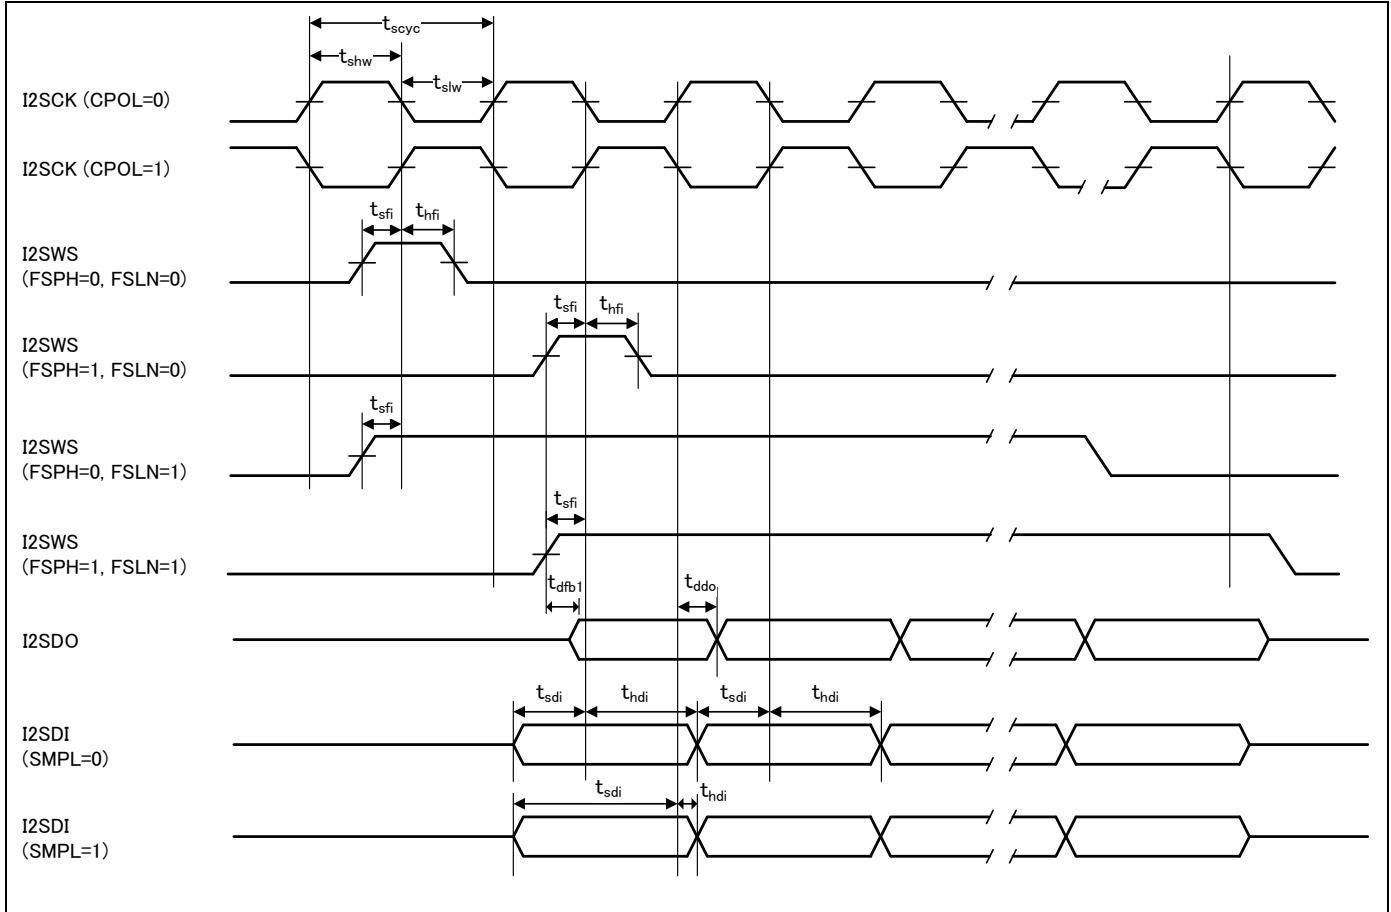 tscyc
tshw
tslw
I2SCK (CPOL=0)
I2SCK (CPOL=1)
tsfi thfi
I2SWS
(FSPH=0, FSLN=0)
tsfi thfi
I2SWS
(FSPH=1, FSLN=0)
tsfi
I2SWS
(FSPH=0, FSLN=1)
tsfi
I2SWS
(FSPH=1, FSLN=1)
tdfb1 tddo
I2SDO
tsdi thdi tsdi thdi
I2SDI
(SMPL=0)
tsdi thdi
I2SDI
(SMPL=1)